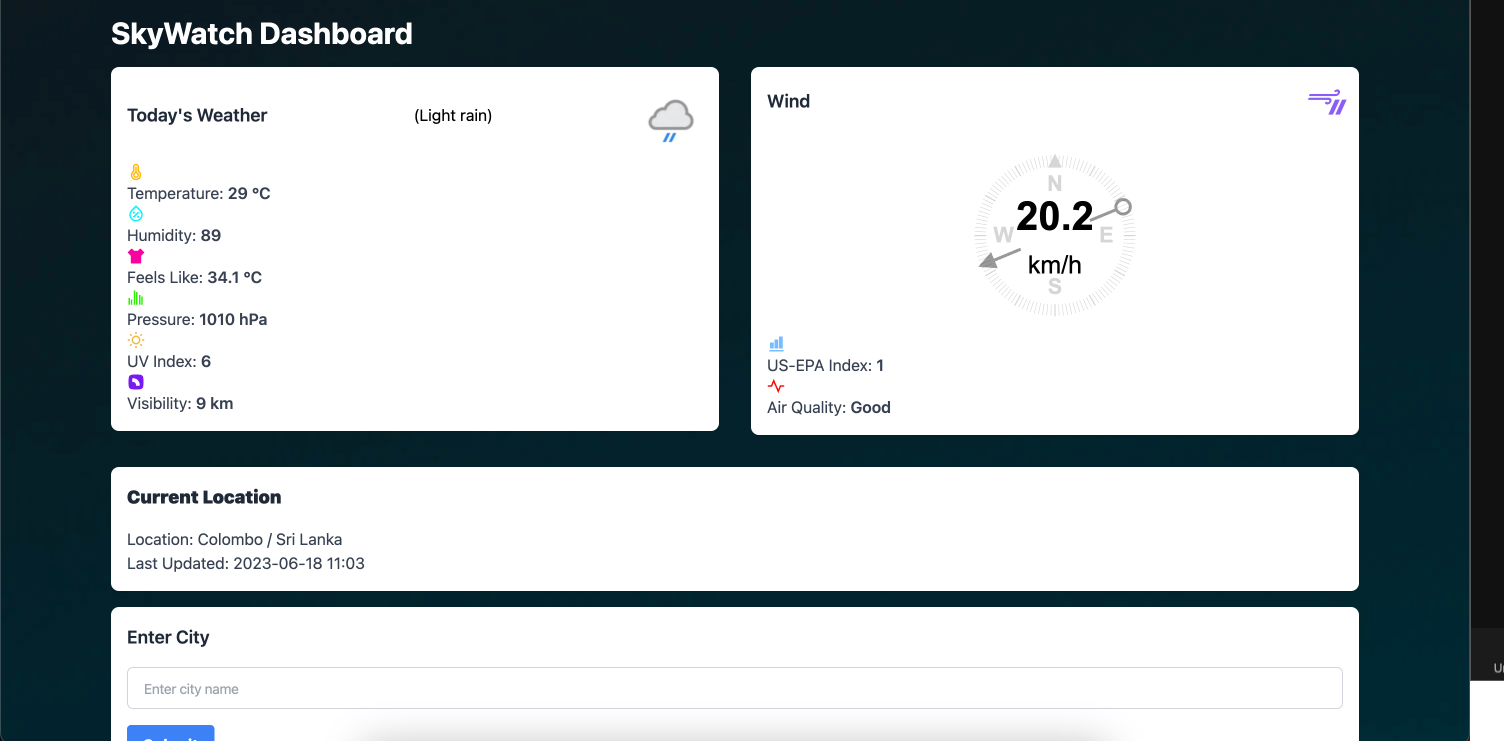 SkyWatch Dashboard
Today's Weather
(Light rain)
Temperature: 29 °C
Humidity: 89
Feels Like: 34.1 °C
Pressure: 1010 hPa
UV Index: 6
Visibility: 9 km
Wind
N
20.2
W
E
km/h
S
US-EPA Index: 1
Air Quality: Good
Current Location
Location: Colombo / Sri Lanka
Last Updated: 2023-06-18 11:03
Enter City
Enter city name